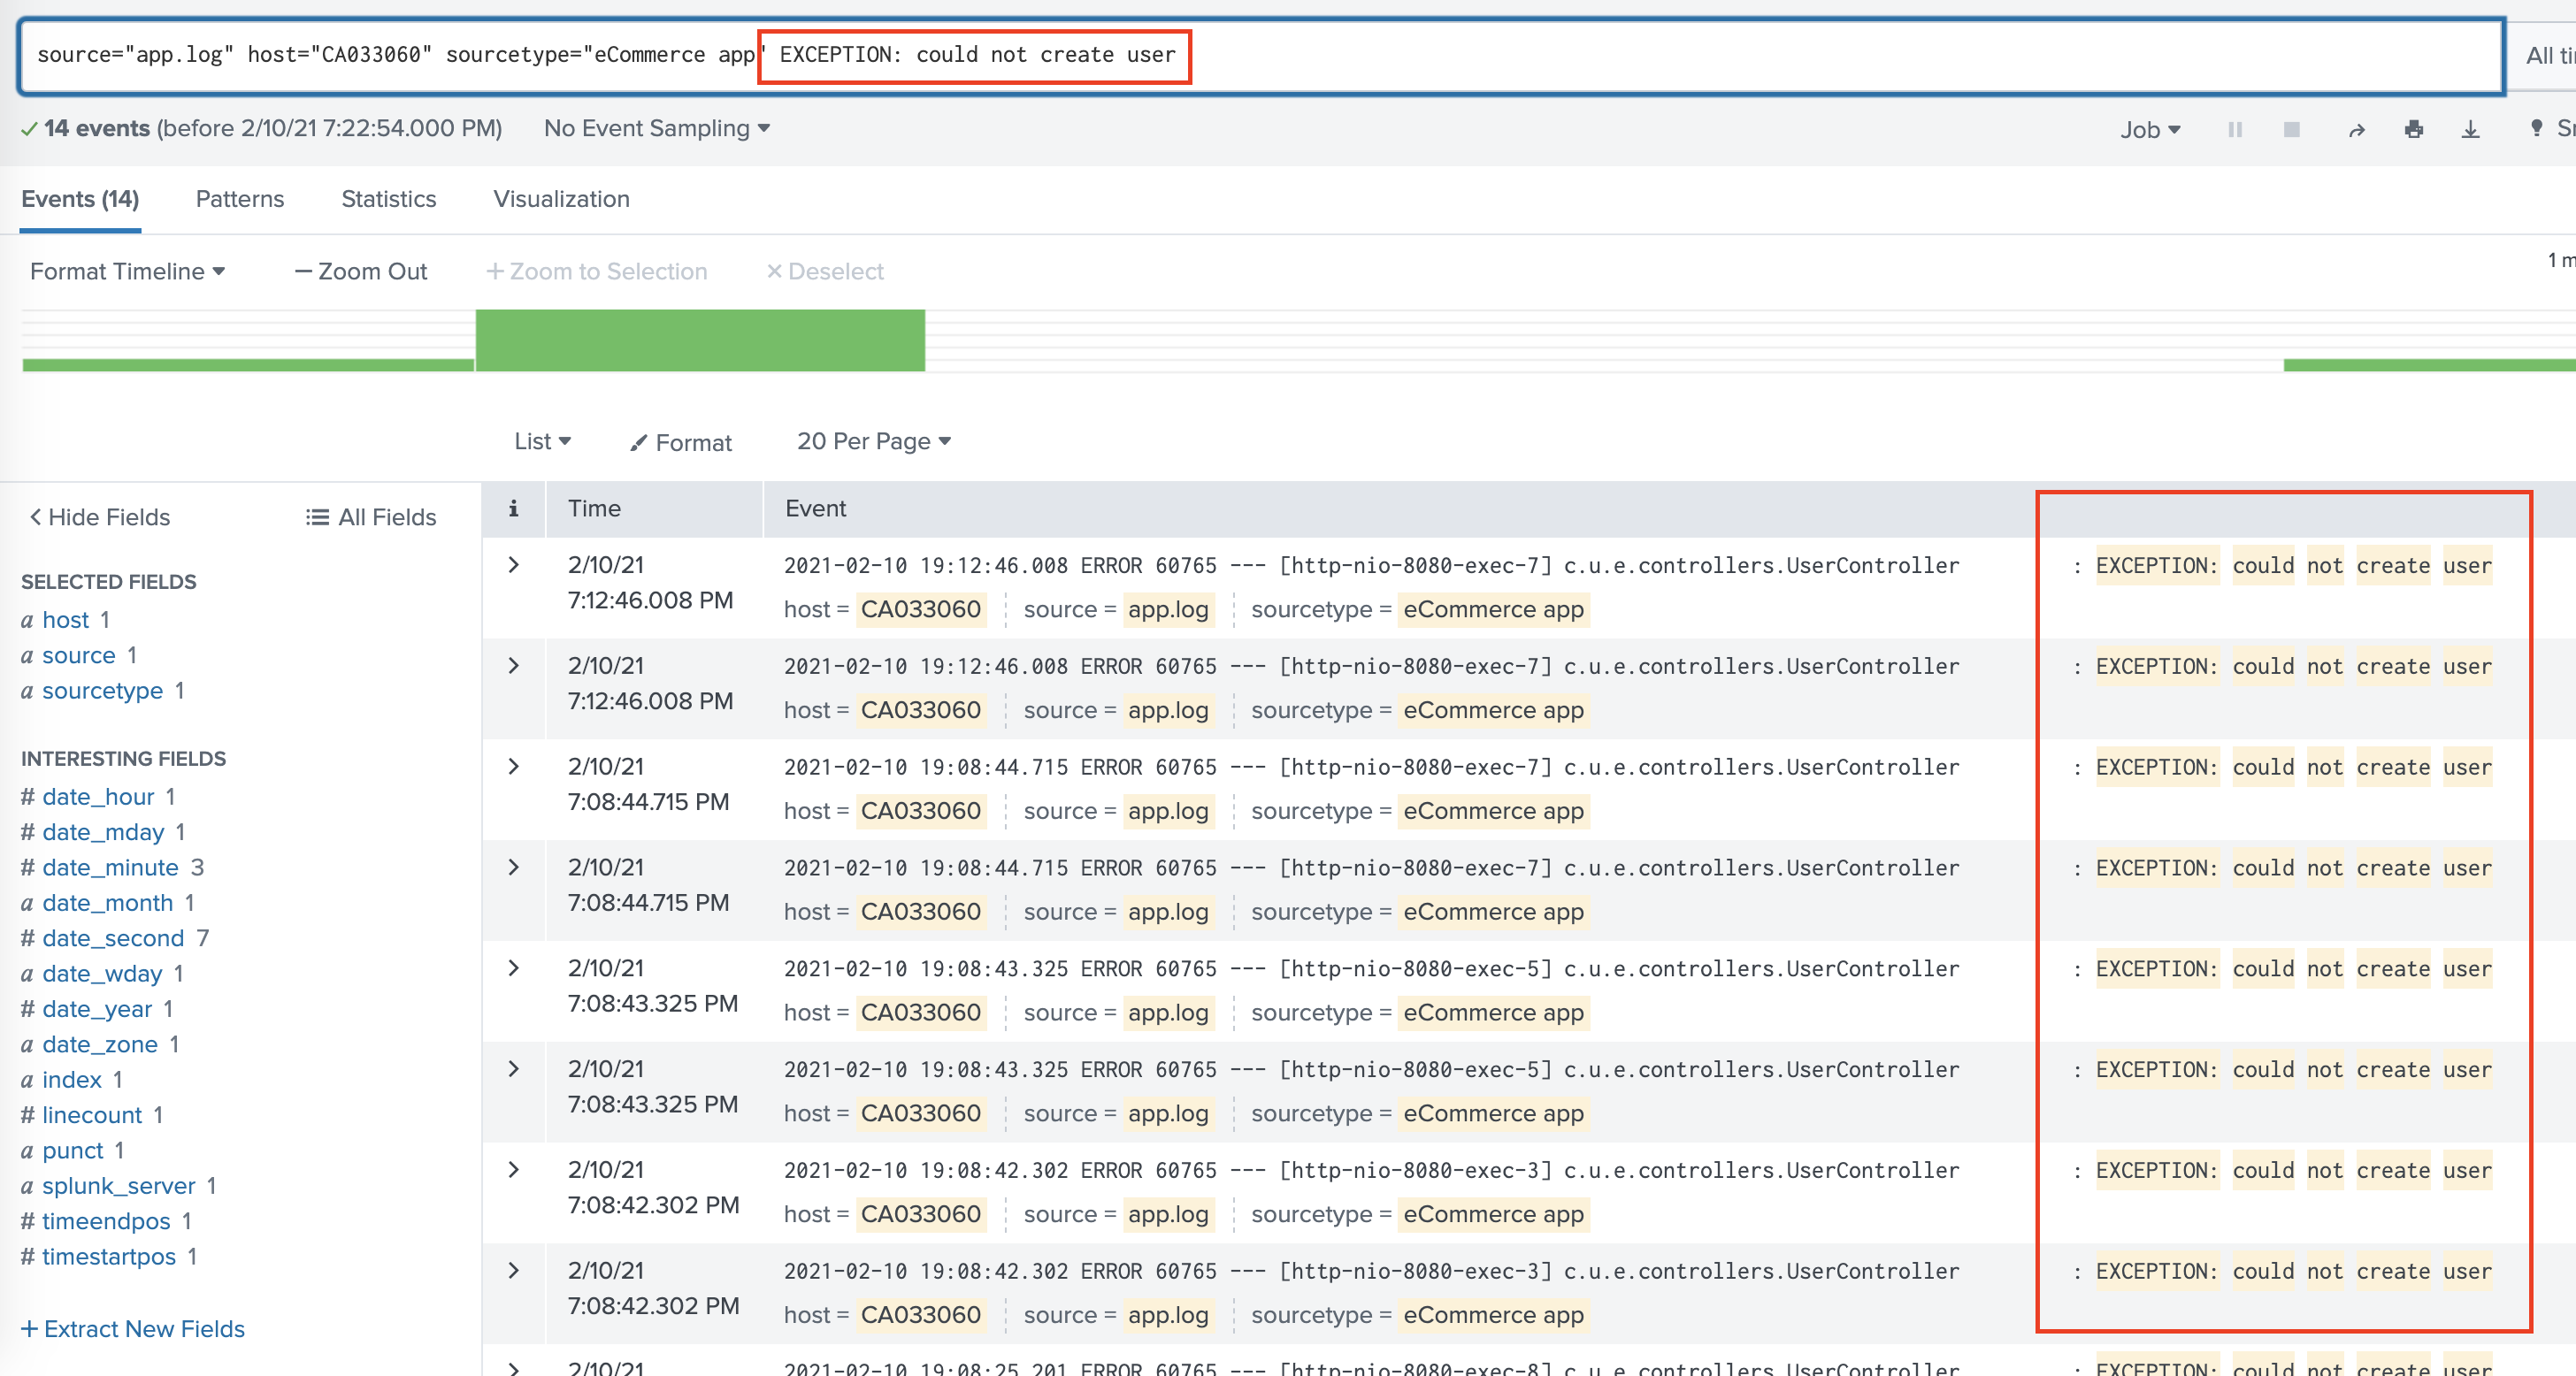 source="app.log" host="CA033060" sourcetype="eCommerce app" EXCEPTION: could not create user
All
14 events (before 2/10/21 7:22:54.000 PM) No Event Sampling Job
Events (14) Patterns Statistics Visualization
Format Timeline — Zoom Out + Zoom to Selection × Deselect 1
List Format 20 Per Page
< Hide Fields All Fields
SELECTED FIELDS
a host 1
a source 1
a sourcetype 1
INTERESTING FIELDS
# date_hour 1
# date_mday 1
# date_minute 3
a date_month 1
# date_second 7
a date_wday 1
# date_year 1
a date_zone 1
a index 1
# linecount 1
a punct 1
a splunk_server 1
# timeendpos 1
# timestartpos 1
+ Extract New Fields
i Time Event
> 2/10/21 2021-02-10 19:12:46.008 ERROR 60765 --- [http-nio-8080-exec-7] c.u.e.controllers.UserController : EXCEPTION: could not create user
7:12:46.008 PM host = CA033060 source = app.log sourcetype = eCommerce app
> 2/10/21 2021-02-10 19:12:46.008 ERROR 60765 --- [http-nio-8080-exec-7] c.u.e.controllers.UserController : EXCEPTION: could not create user
7:12:46.008 PM host = CA033060 source = app.log sourcetype = eCommerce app
> 2/10/21 2021-02-10 19:08:44.715 ERROR 60765 --- [http-nio-8080-exec-7] c.u.e.controllers.UserController : EXCEPTION: could not create user
7:08:44.715 PM host = CA033060 source = app.log sourcetype = eCommerce app
> 2/10/21 2021-02-10 19:08:44.715 ERROR 60765 --- [http-nio-8080-exec-7] c.u.e.controllers.UserController : EXCEPTION: could not create user
7:08:44.715 PM host = CA033060 source = app.log sourcetype = eCommerce app
> 2/10/21 2021-02-10 19:08:43.325 ERROR 60765 --- [http-nio-8080-exec-5] c.u.e.controllers.UserController : EXCEPTION: could not create user
7:08:43.325 PM host = CA033060 source = app.log sourcetype = eCommerce app
> 2/10/21 2021-02-10 19:08:43.325 ERROR 60765 --- [http-nio-8080-exec-5] c.u.e.controllers.UserController : EXCEPTION: could not create user
7:08:43.325 PM host = CA033060 source = app.log sourcetype = eCommerce app
> 2/10/21 2021-02-10 19:08:42.302 ERROR 60765 --- [http-nio-8080-exec-3] c.u.e.controllers.UserController : EXCEPTION: could not create user
7:08:42.302 PM host = CA033060 source = app.log sourcetype = eCommerce app
> 2/10/21 2021-02-10 19:08:42.302 ERROR 60765 --- [http-nio-8080-exec-3] c.u.e.controllers.UserController : EXCEPTION: could not create user
7:08:42.302 PM host = CA033060 source = app.log sourcetype = eCommerce app
> 2/10/21 2021-02-10 19:08:25.201 ERROR 60765 --- [http-nio-8080-exec-8] c.u.e.controllers.UserController : EXCEPTION: could not create user